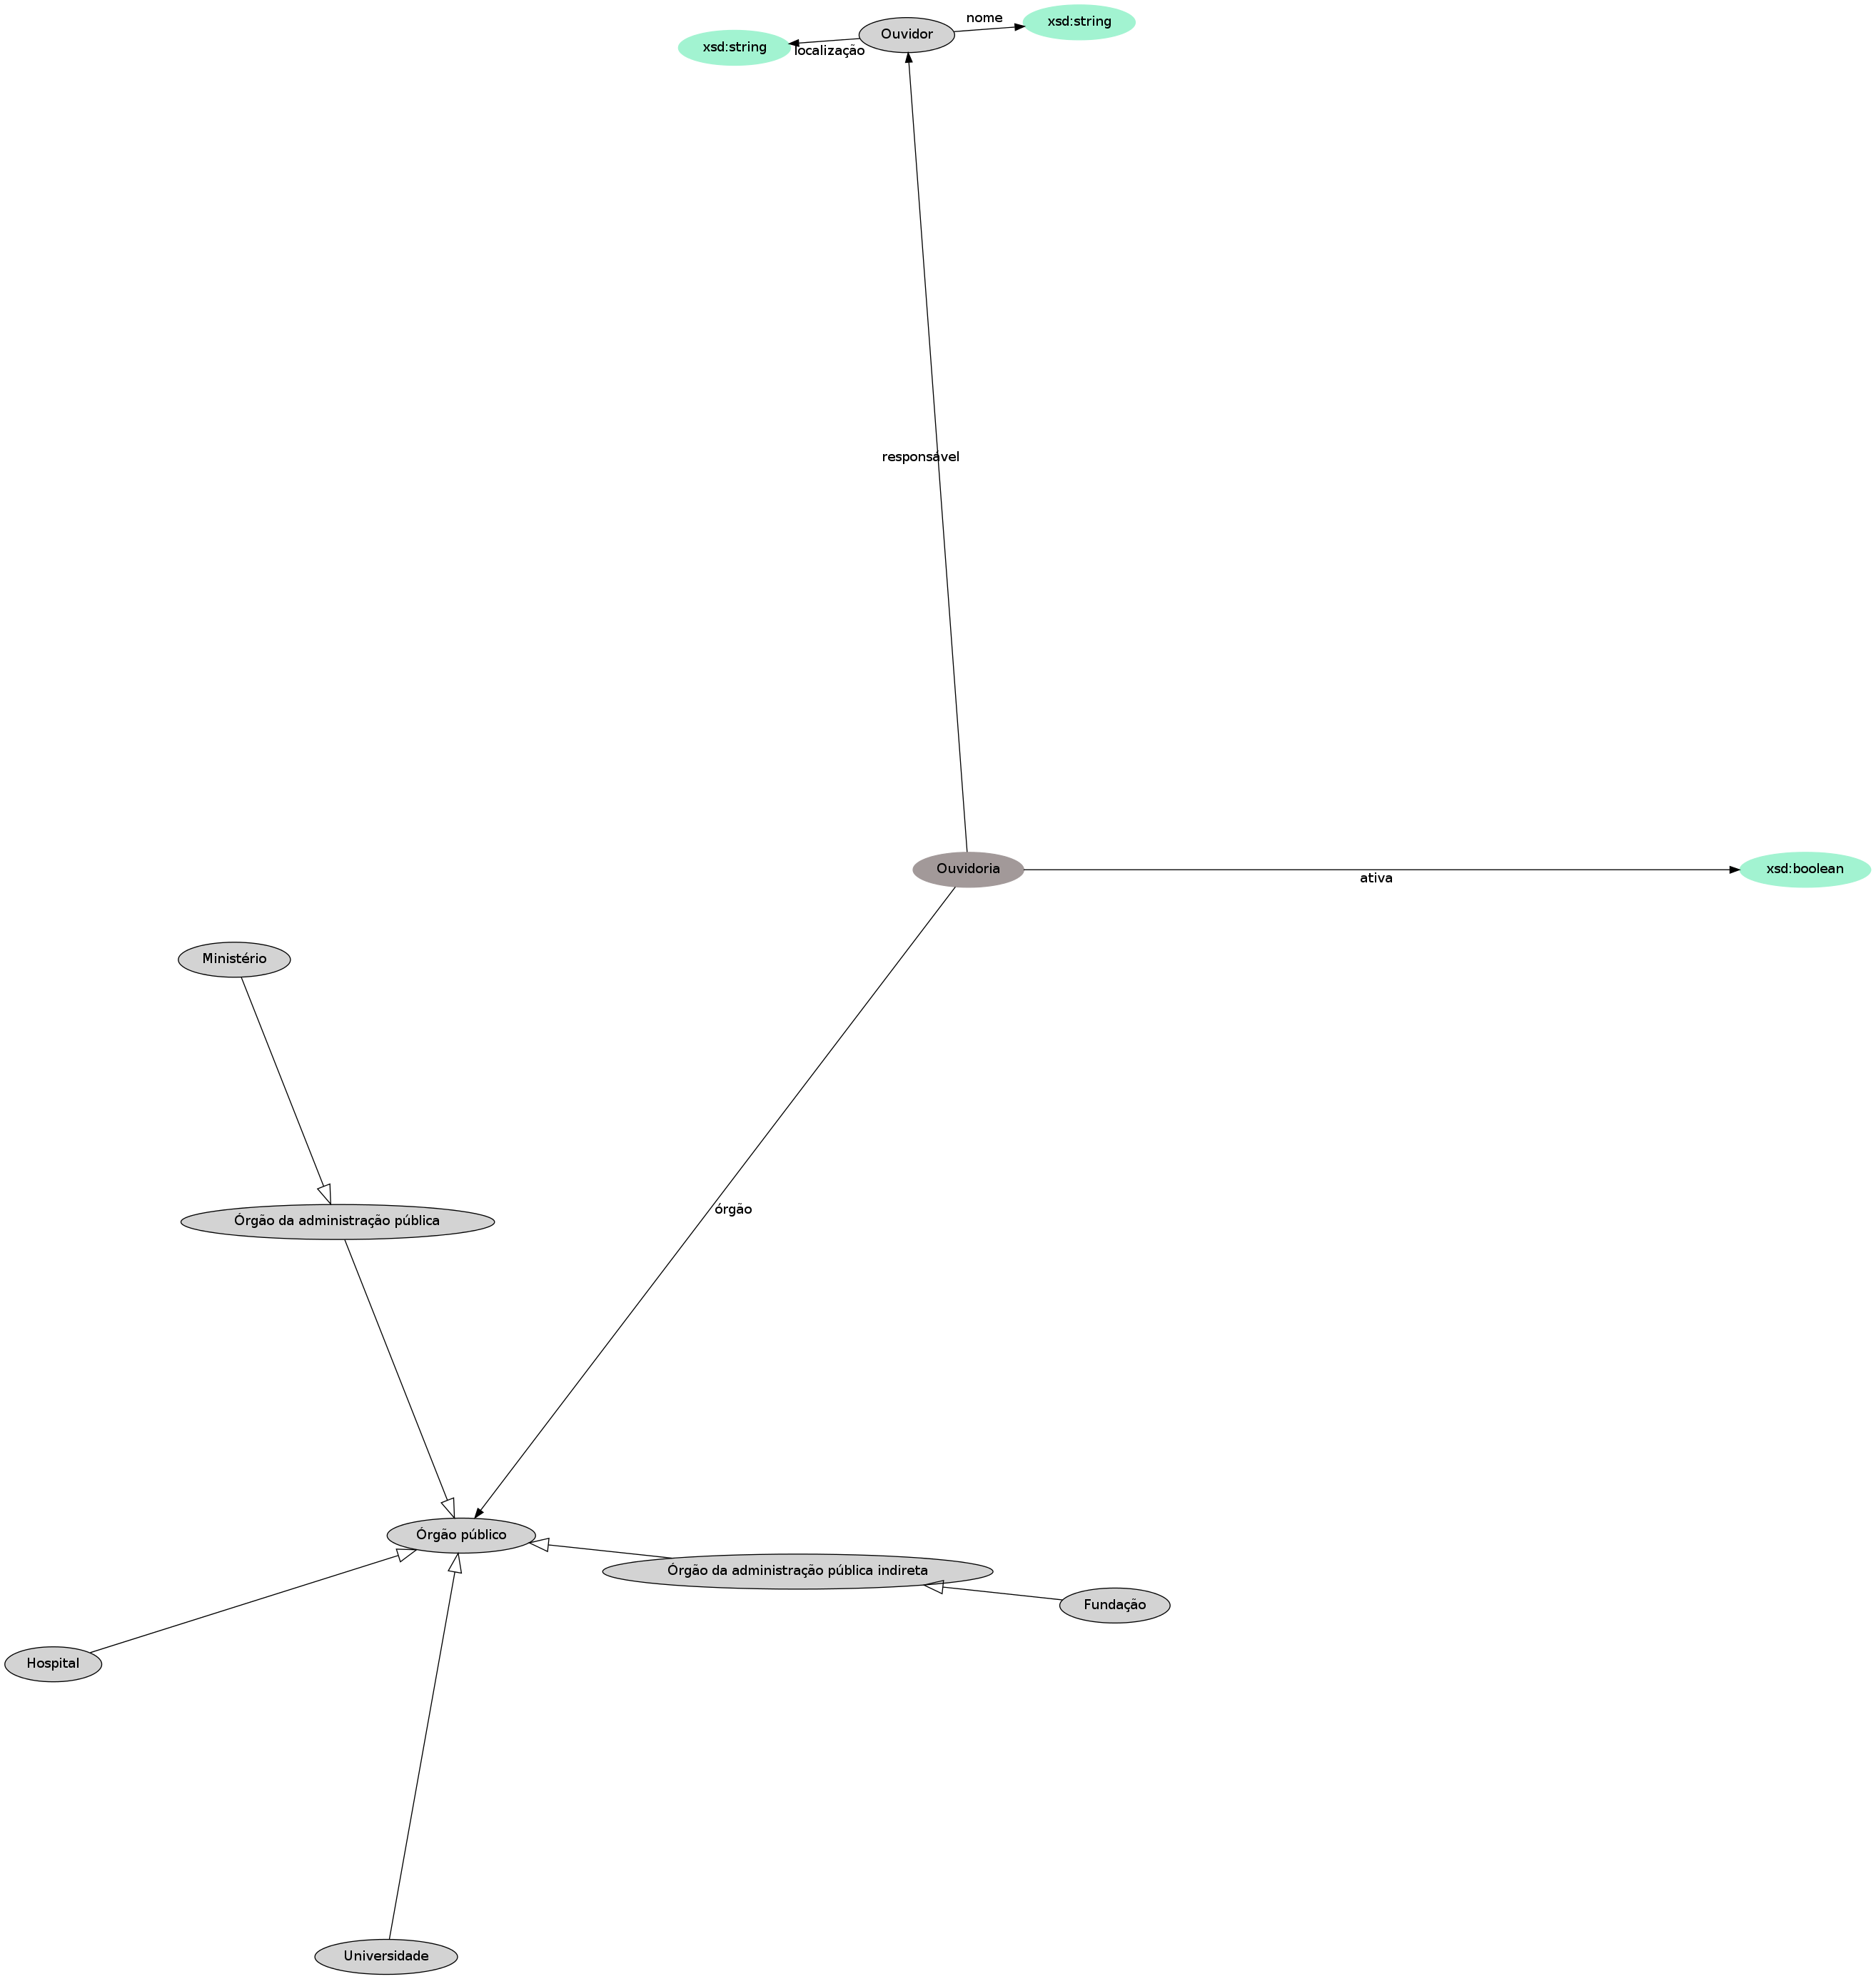 nome
xsd:string
Ouvidor
xsd:string
localização
responsável
Ouvidoria
xsd:boolean
ativa
Ministério
órgão
Órgão da administração pública
Órgão público
Órgão da administração pública indireta
Fundação
Hospital
Universidade